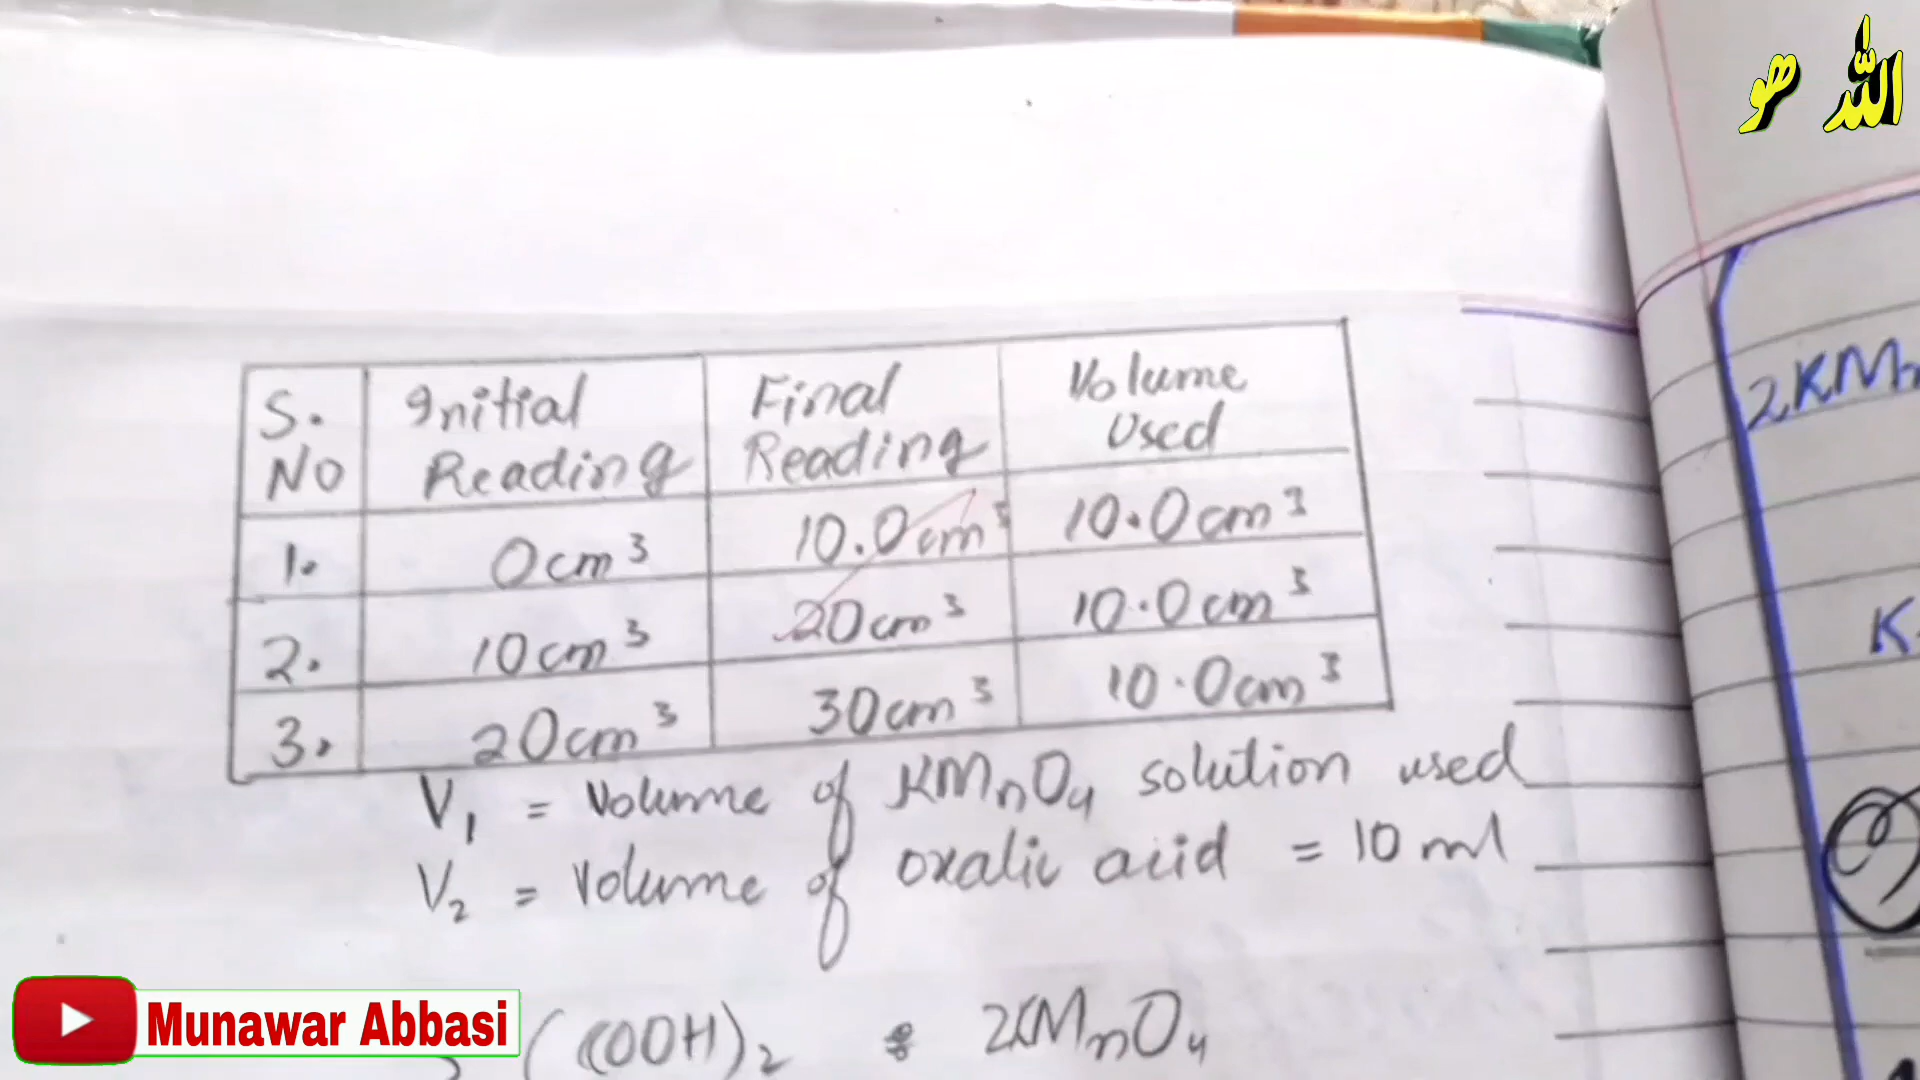 الله هو
S. NO | Initial Reading | Final Reading | Volume Used
1. | 0cm³ | 10.0cm³ | 10.0cm³
2. | 10cm³ | 20cm³ | 10.0cm³
3. | 20cm³ | 30cm³ | 10.0cm³
V₁ = Volume of KMnO₄ solution used
V₂ = Volume of oxalic acid = 10 ml
(COOH)₂ : 2KMnO₄
2KMn
K
Munawar Abbasi